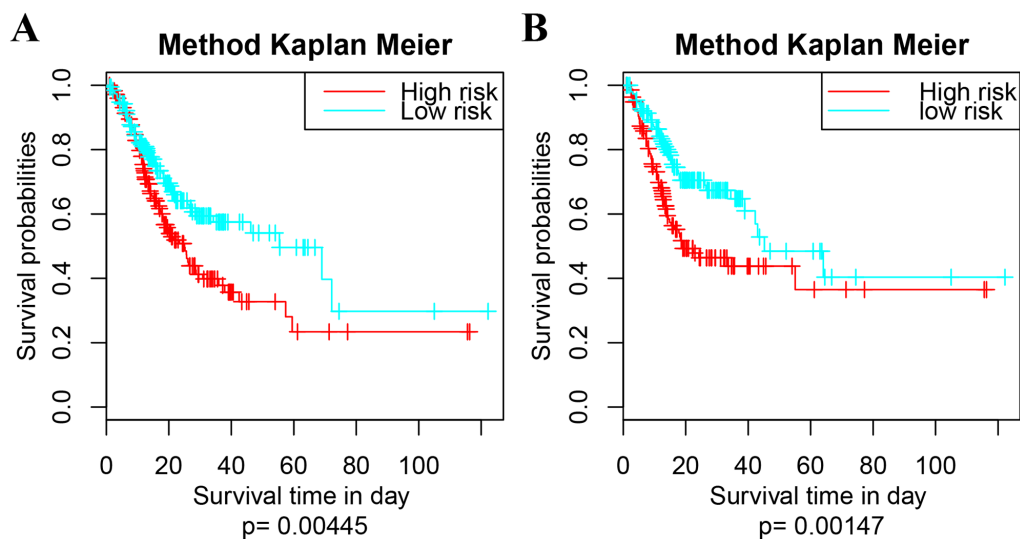 A
Method Kaplan Meier
High risk
Low risk
Survival probabilities
1.0
0.8
0.6
0.4
0.2
0.0
0 20 40 60 80 100
Survival time in day
p= 0.00445
B
Method Kaplan Meier
High risk
low risk
Survival probabilities
1.0
0.8
0.6
0.4
0.2
0.0
0 20 40 60 80 100
Survival time in day
p= 0.00147